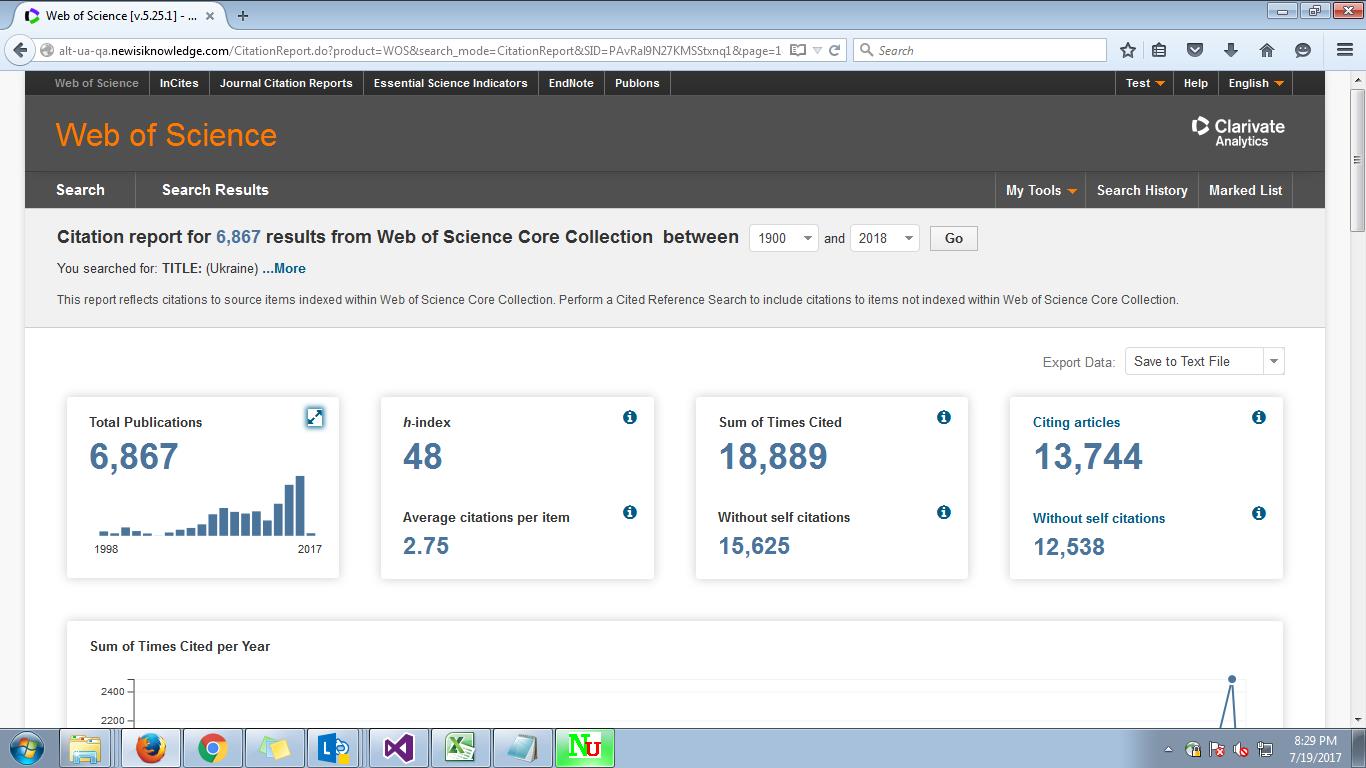 Web of Science [v.5.25.1] - ...
alt-ua-qa.newisiknowledge.com/CitationReport.do?product=WOS&search_mode=CitationReport&SID=PAvRal9N27KMSStxnq1&page=1
Search
Web of Science InCites Journal Citation Reports Essential Science Indicators EndNote Publons Test Help English
Web of Science
Clarivate
Analytics
Search Search Results My Tools Search History Marked List
Citation report for 6,867 results from Web of Science Core Collection between 1900 and 2018 Go
You searched for: TITLE: (Ukraine) ...More
This report reflects citations to source items indexed within Web of Science Core Collection. Perform a Cited Reference Search to include citations to items not indexed within Web of Science Core Collection.
Export Data: Save to Text File
Total Publications
6,867
1998 2017
h-index
48
Average citations per item
2.75
Sum of Times Cited
18,889
Without self citations
15,625
Citing articles
13,744
Without self citations
12,538
Sum of Times Cited per Year
2400
2200
NU
8:29 PM
7/19/2017